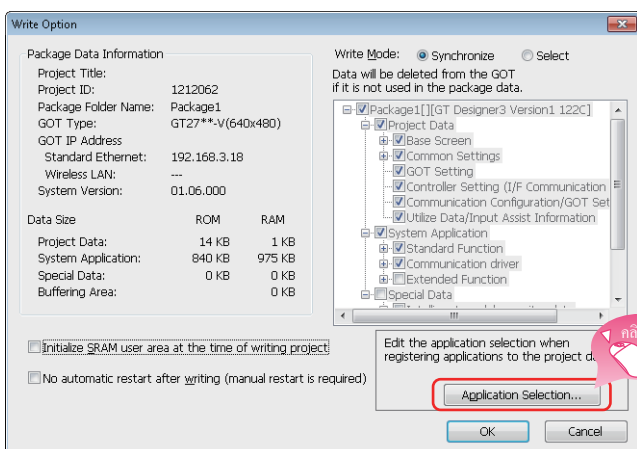 Write Option
Package Data Information
Project Title:
Project ID: 1212062
Package Folder Name: Package1
GOT Type: GT27**-V(640x480)
GOT IP Address
Standard Ethernet: 192.168.3.18
Wireless LAN: ---
System Version: 01.06.000
Data Size ROM RAM
Project Data: 14 KB 1 KB
System Application: 840 KB 975 KB
Special Data: 0 KB 0 KB
Buffering Area: 0 KB
Write Mode: Synchronize Select
Data will be deleted from the GOT
if it is not used in the package data.
Package1[][GT Designer3 Version1 122C]
Project Data
Base Screen
Common Settings
GOT Setting
Controller Setting (I/F Communication
Communication Configuration/GOT Set
Utilize Data/Input Assist Information
System Application
Standard Function
Communication driver
Extended Function
Special Data
Initialize SRAM user area at the time of writing project
No automatic restart after writing (manual restart is required)
Edit the application selection when
registering applications to the project
Application Selection...
OK Cancel